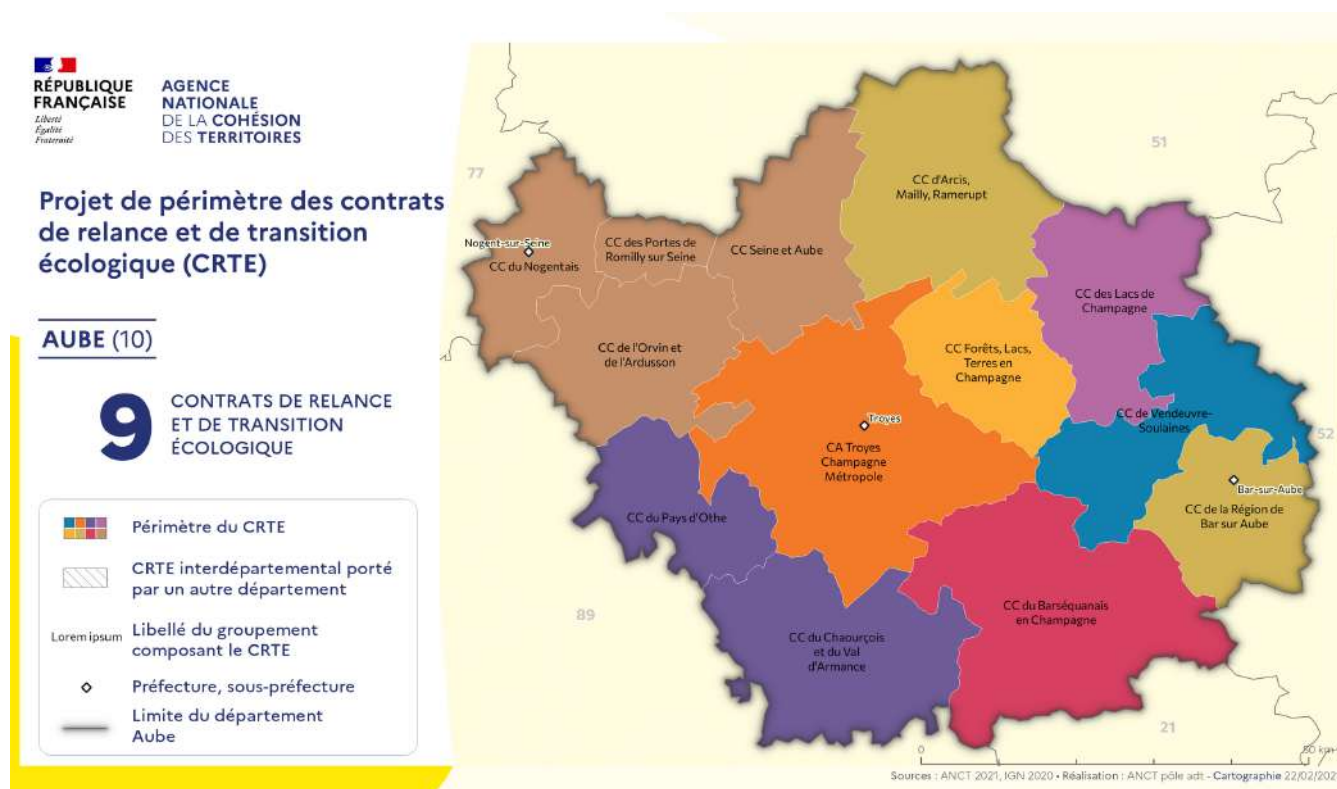 RÉPUBLIQUE
FRANÇAISE
Liberté
Égalité
Fraternité
AGENCE
NATIONALE
DE LA COHÉSION
DES TERRITOIRES
Projet de périmètre des contrats
de relance et de transition
écologique (CRTE)
AUBE (10)
9
CONTRATS DE RELANCE
ET DE TRANSITION
ÉCOLOGIQUE
Périmètre du CRTE
CRTE interdépartemental porté
par un autre département
Lorem ipsum
Libellé du groupement
composant le CRTE
Préfecture, sous-préfecture
Limite du département
Aube
77
51
52
89
21
CC d'Arcis,
Mailly, Ramerupt
Nogent-sur-Seine
CC du Nogentais
CC des Portes de
Romilly sur Seine
CC Seine et Aube
CC des Lacs de
Champagne
CC de l'Orvin et
de l'Ardusson
CC Forêts, Lacs,
Terres en
Champagne
CC de Vendeuvre-
Soulaines
Troyes
CA Troyes
Champagne
Métropole
Bar-sur-Aube
CC de la Région de
Bar sur Aube
CC du Pays d'Othe
CC du Barséquanais
en Champagne
CC du Chaourçois
et du Val
d'Armance
0
50 km
Sources : ANCT 2021, IGN 2020 • Réalisation : ANCT pôle adt - Cartographie 22/02/202